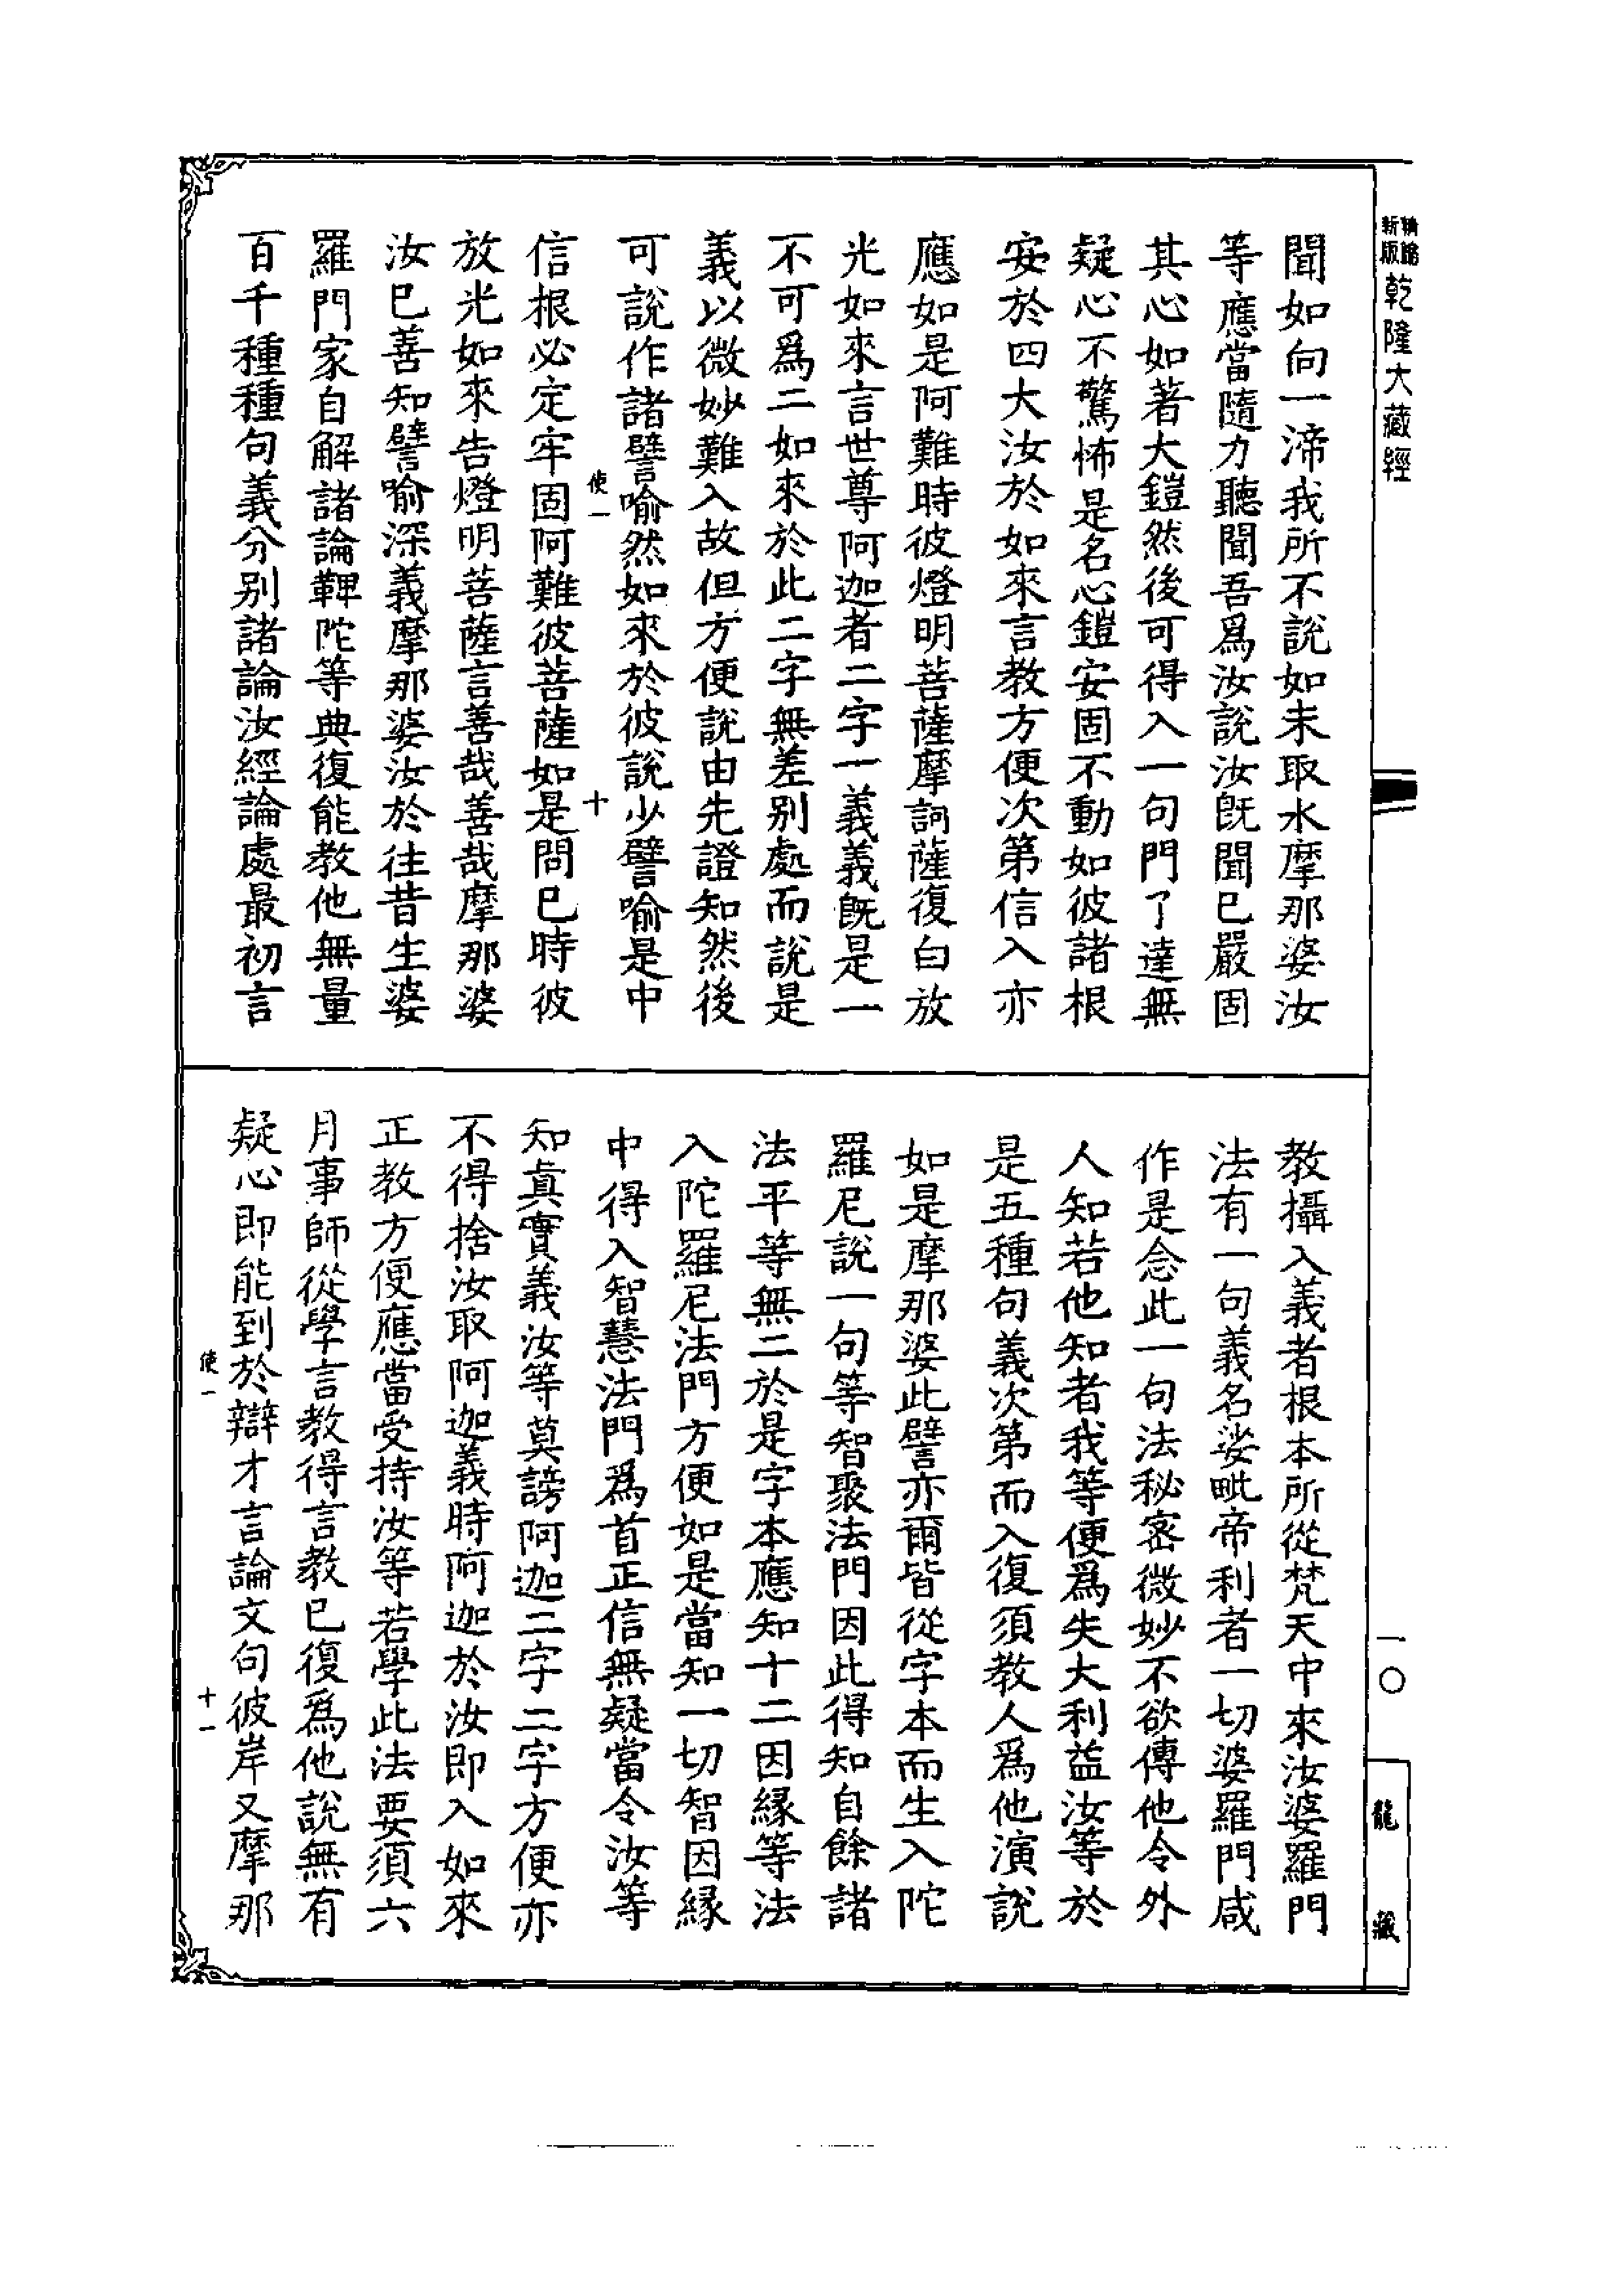 新版
乾隆大藏經
聞如向一渧我所不說如未取水摩那婆汝
等應當隨力聽聞吾爲汝說汝既聞已嚴固
其心如著大鎧然後可得入一句門了達無
疑心不驚怖是名心鎧安固不動如彼諸根
安於四大汝於如來言教方便次第信入亦
應如是阿難時彼燈明菩薩摩訶薩復白放
光如來言世尊阿迦者二字一義義既是一
不可爲二如來於此二字無差别處而說是
義以微妙難入故但方便說由先證知然後
可說作諸譬喻然如來於彼說少譬喻是中
使一
十
信根必定牢固阿難彼菩薩如是問已時彼
放光如來告燈明菩薩言善哉善哉摩那婆
汝已善知譬喻深義摩那婆汝於往昔生婆
羅門家自解諸論鞞陀等典復能教他無量
百千種種句義分别諸論汝經論處最初言
教攝入義者根本所從梵天中來汝婆羅門
法有一句義名娑毗帝利者一切婆羅門咸
作是念此一句法秘密微妙不欲傳他令外
人知若他知者我等便爲失大利益汝等於
是五種句義次第而入復須教人爲他演說
如是摩那婆此譬亦爾皆從字本而生入陀
羅尼說一句等智聚法門因此得知自餘諸
法平等無二於是字本應知十二因緣等法
入陀羅尼法門方便如是當知一切智因緣
中得入智慧法門爲首正信無疑當令汝等
知眞實義汝等莫謗阿迦二字二字方便亦
不得捨汝取阿迦義時阿迦於汝即入如來
正教方便應當受持汝等若學此法要須六
月事師從學言教得言教已復爲他說無有
疑心即能到於辯才言論文句彼岸又摩那
使一
十一
一〇
龍藏